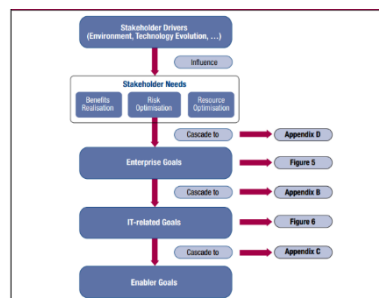 Stakeholder Drivers
(Environment, Technology Evolution, …)
Influence
Stakeholder Needs
Benefits
Realisation
Risk
Optimisation
Resource
Optimisation
Cascade to
Appendix D
Enterprise Goals
Figure 5
Cascade to
Appendix B
IT-related Goals
Figure 6
Cascade to
Appendix C
Enabler Goals